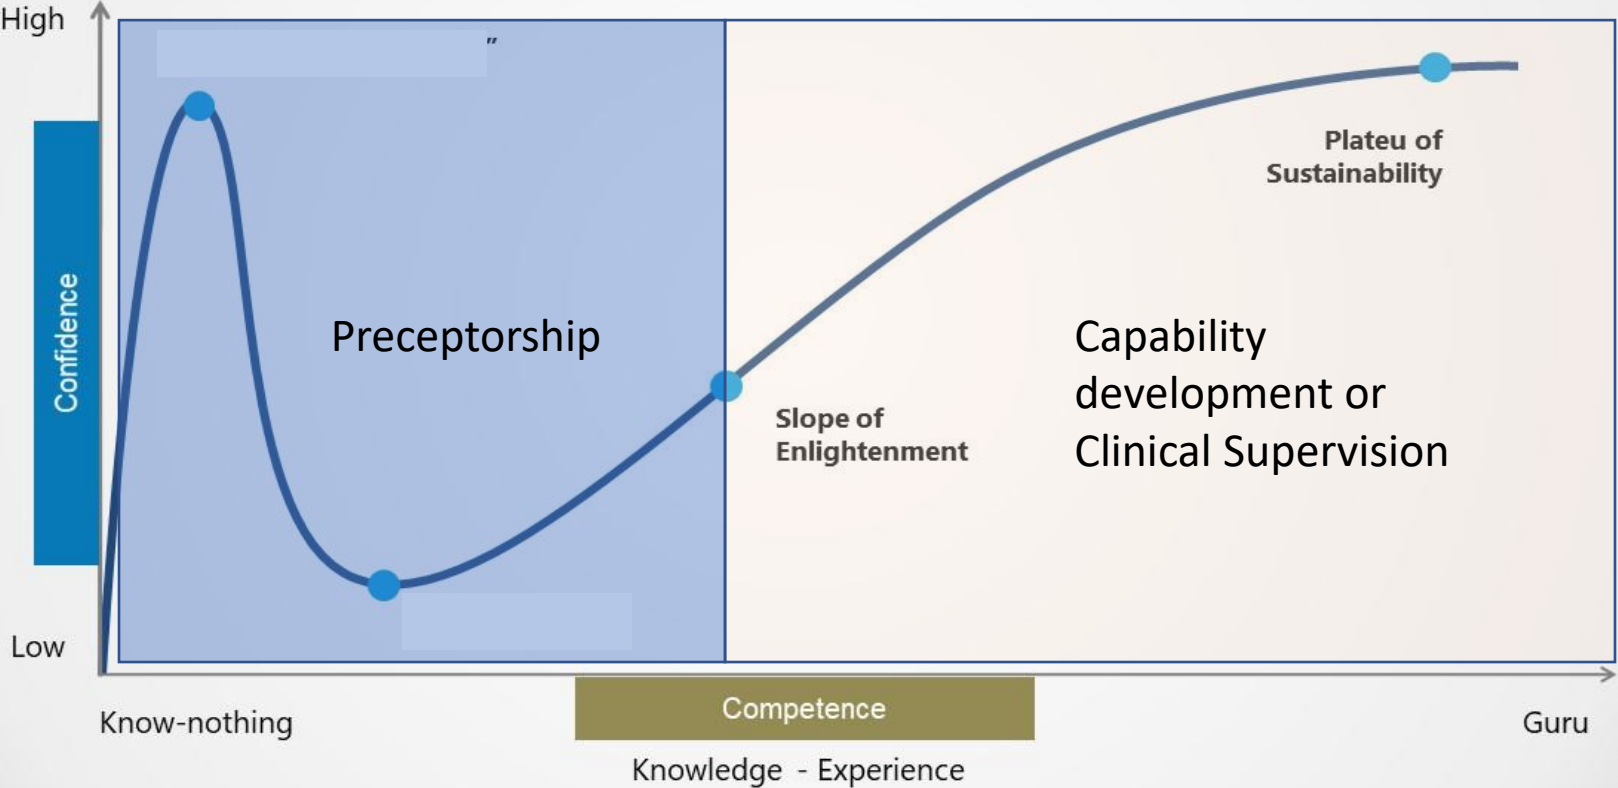 High
”
Plateu of
Sustainability
Confidence
Preceptorship
Capability
development or
Clinical Supervision
Slope of
Enlightenment
Low
Know-nothing
Competence
Guru
Knowledge - Experience